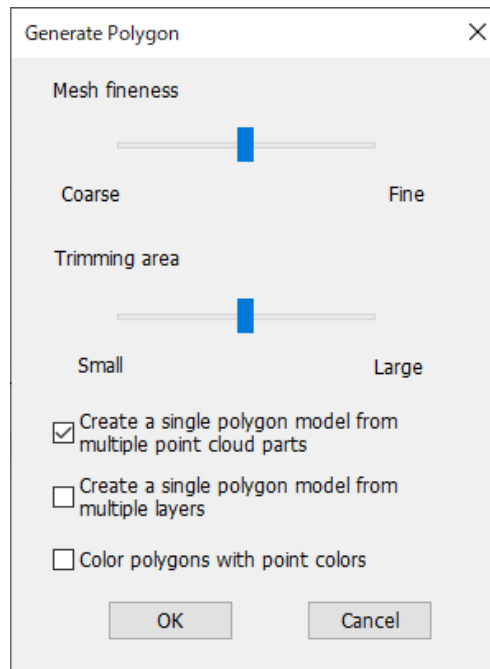 Generate Polygon
Mesh fineness
Coarse Fine
Trimming area
Small Large
Create a single polygon model from
multiple point cloud parts
Create a single polygon model from
multiple layers
Color polygons with point colors
OK Cancel